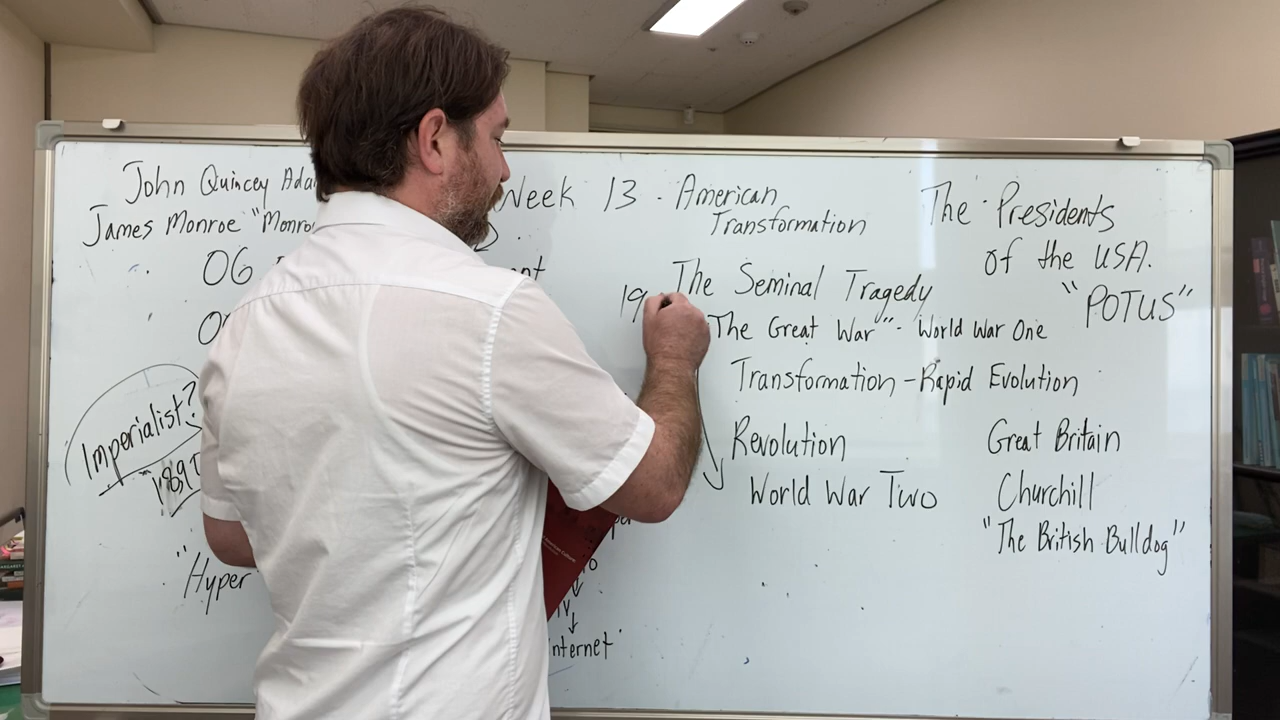 John Quincey Ada
James Monroe "Monro
OG
Imperialist?
"Hyper
Week 13 - American
Transformation
The Seminal Tragedy
19
"The Great War" - World War One
Transformation - Rapid Evolution
Revolution
World War Two
The Presidents
of the USA.
"POTUS"
Great Britain
Churchill
"The British Bulldog"
nternet